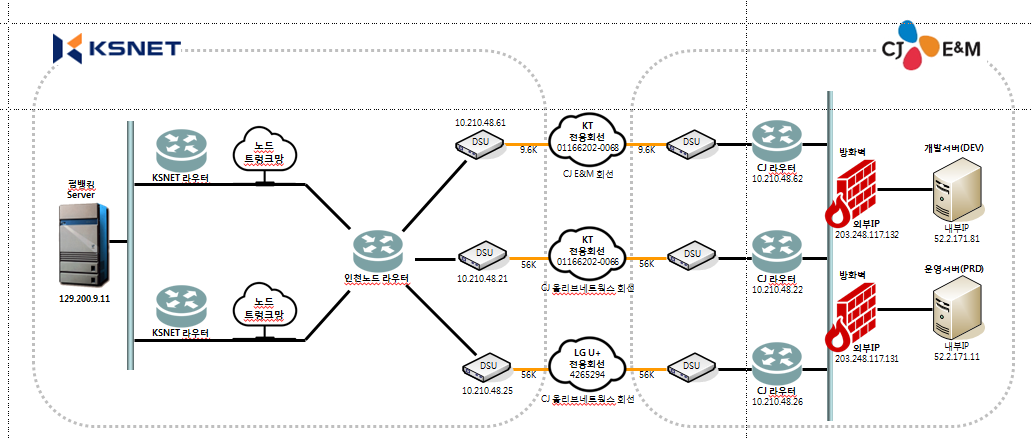 KSNET
CJ E&M
펌뱅킹
Server
129.200.9.11
KSNET 라우터
노드
트렁크망
KSNET 라우터
노드
트렁크망
인천노드 라우터
10.210.48.61
DSU
9.6K
KT
전용회선
01166202-0068
CJ E&M 회선
9.6K
DSU
CJ 라우터
10.210.48.62
DSU
10.210.48.21
56K
KT
전용회선
01166202-0066
CJ 올리브네트웍스 회선
56K
DSU
CJ 라우터
10.210.48.22
DSU
10.210.48.25
56K
LG U+
전용회선
4265294
CJ 올리브네트웍스 회선
56K
DSU
CJ 라우터
10.210.48.26
방화벽
외부IP
203.248.117.132
개발서버(DEV)
내부IP
52.2.171.81
방화벽
외부IP
203.248.117.131
운영서버(PRD)
내부IP
52.2.171.11